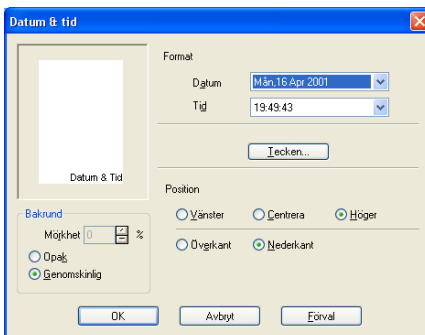 Datum & tid
Format
Datum Mån,16 Apr 2001
Tid 19:49:43
Tecken...
Datum & Tid
Position
Vänster Centrera Höger
Överkant Nederkant
Bakrund
Mörkhet 0 %
Opak
Genomskinlig
OK Avbryt Förval